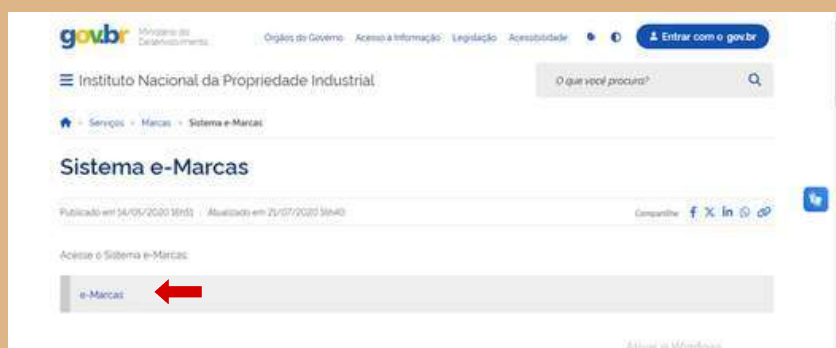 gov.br
Ministério do
Desenvolvimento
Órgãos do Governo Acesso à Informação Legislação Acessibilidade
Entrar com o gov.br
Instituto Nacional da Propriedade Industrial
O que você procura?
Serviços Marcas Sistema e-Marcas
Sistema e-Marcas
Publicado em 14/05/2020 Atualizado em 21/07/2020 16h40
Compartilhe
Acesse o Sistema e-Marcas:
e-Marcas
Ativar o Windows